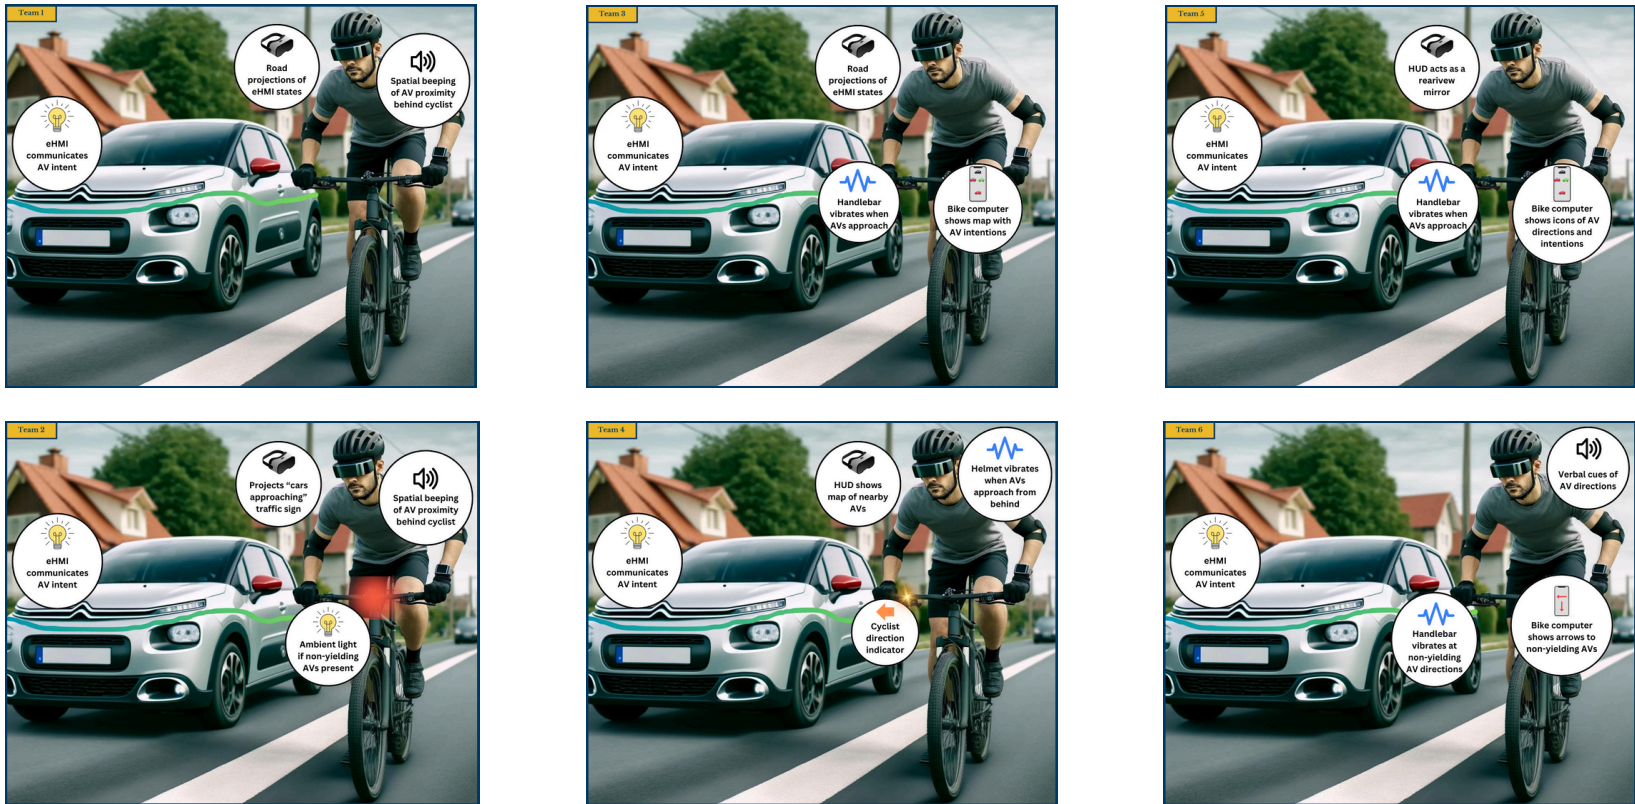 Team 1
Road
projections of
eHMI states
Spatial beeping
of AV proximity
behind cyclist
eHMI
communicates
AV intent
Team 3
Road
projections of
eHMI states
eHMI
communicates
AV intent
Handlebar
vibrates when
AVs approach
Bike computer
shows map with
AV intentions
Team 5
HUD acts as a
rearivew
mirror
eHMI
communicates
AV intent
Handlebar
vibrates when
AVs approach
Bike computer
shows icons of AV
directions and
intentions
Team 2
Projects “cars
approaching”
traffic sign
Spatial beeping
of AV proximity
behind cyclist
eHMI
communicates
AV intent
Ambient light
if non-yielding
AVs present
Team 4
HUD shows
map of nearby
AVs
Helmet vibrates
when AVs
approach from
behind
eHMI
communicates
AV intent
Cyclist
direction
indicator
Team 6
Verbal cues of
AV directions
eHMI
communicates
AV intent
Handlebar
vibrates at
non-yielding
AV directions
Bike computer
shows arrows to
non-yielding AVs